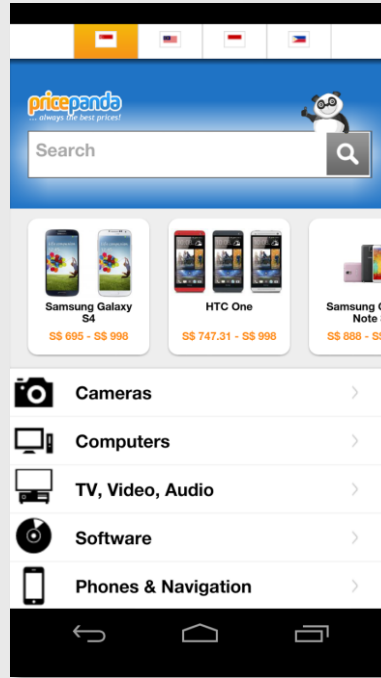 pricepanda
... always the best prices!
Search
Samsung Galaxy
S4
S$ 695 - S$ 998
HTC One
S$ 747.31 - S$ 998
Samsung
Note
S$ 888 - S$
Cameras
Computers
TV, Video, Audio
Software
Phones & Navigation